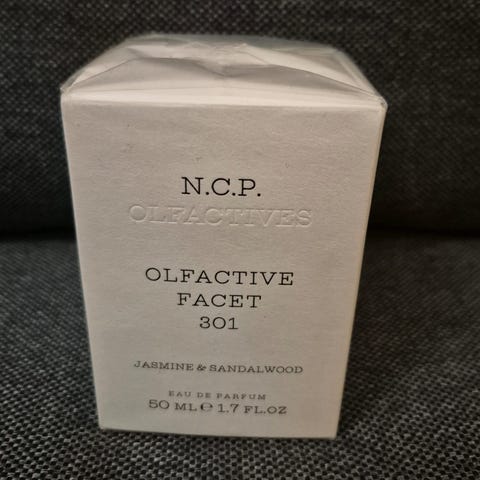 N.C.P.
OLFACTIVES
OLFACTIVE
FACET
301
JASMINE & SANDALWOOD
EAU DE PARFUM
50 ML ℮ 1.7 FL.OZ